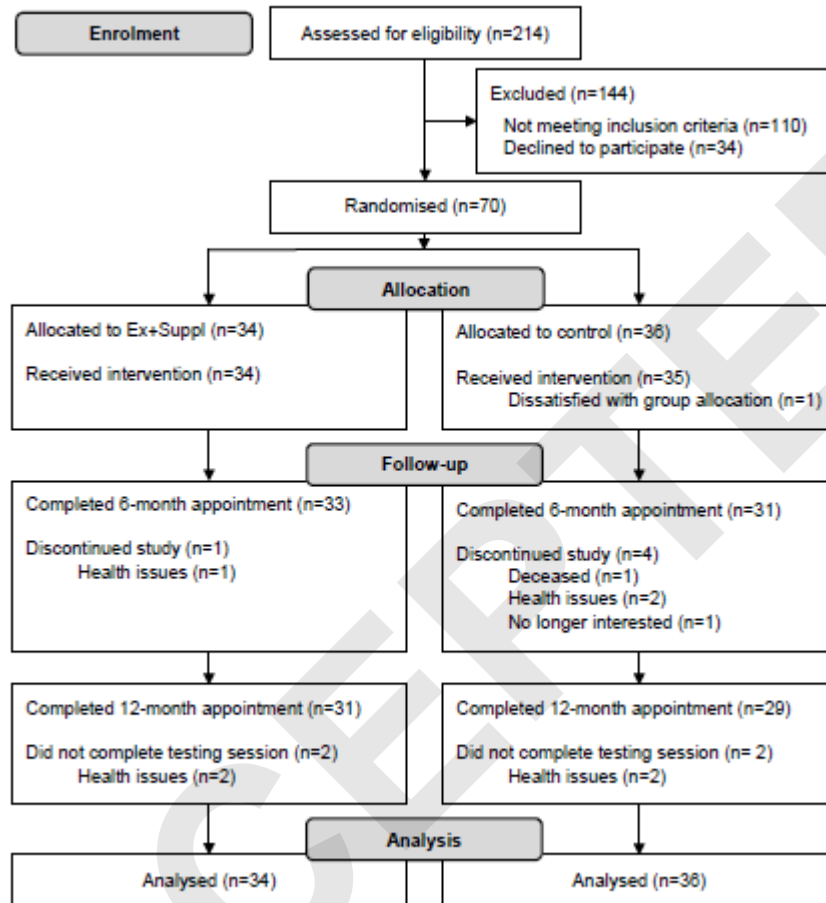 Enrolment
Assessed for eligibility (n=214)
Excluded (n=144)
Not meeting inclusion criteria (n=110)
Declined to participate (n=34)
Randomised (n=70)
Allocation
Allocated to Ex+Suppl (n=34)
Received intervention (n=34)
Allocated to control (n=36)
Received intervention (n=35)
Dissatisfied with group allocation (n=1)
Follow-up
Completed 6-month appointment (n=33)
Discontinued study (n=1)
Health issues (n=1)
Completed 6-month appointment (n=31)
Discontinued study (n=4)
Deceased (n=1)
Health issues (n=2)
No longer interested (n=1)
Completed 12-month appointment (n=31)
Did not complete testing session (n=2)
Health issues (n=2)
Completed 12-month appointment (n=29)
Did not complete testing session (n= 2)
Health issues (n=2)
Analysis
Analysed (n=34)
Analysed (n=36)
CEPTE